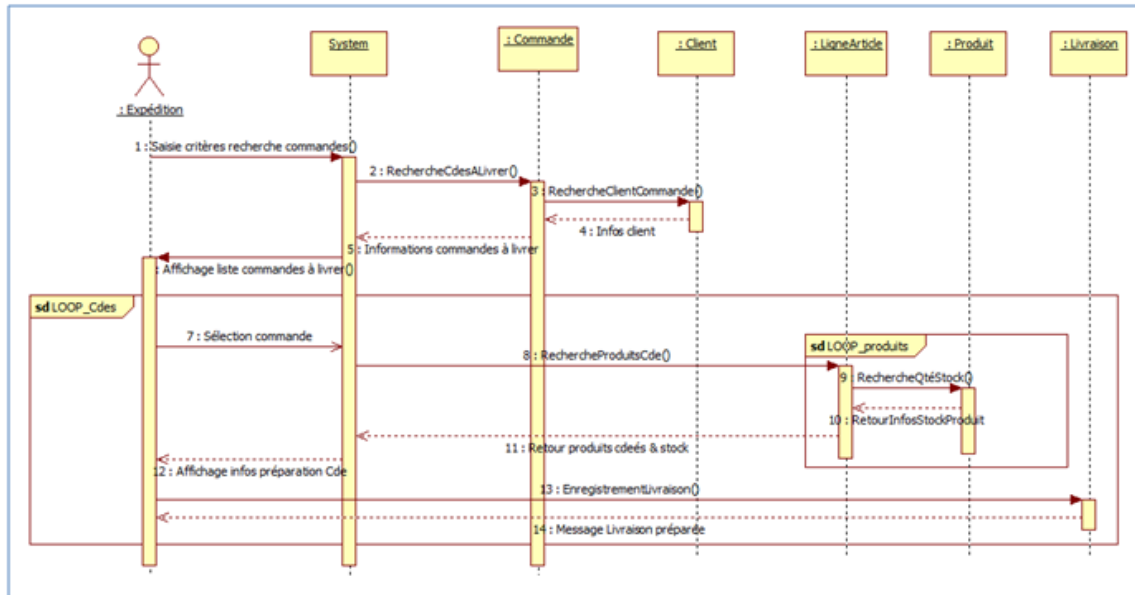 System
: Commande
: Client
: LigneArticle
: Produit
: Livraison
: Expédition
1 : Saisie critères recherche commandes()
2 : RechercheCdesALivrer()
3 : RechercheClientCommande()
4 : Infos client
5 : Informations commandes à livrer
: Affichage liste commandes à livrer()
sd LOOP_Cdes
7 : Sélection commande
sd LOOP_produits
8 : RechercheProduitsCde()
9 : RechercheQtéStock()
10 : RetourInfosStockProduit
11 : Retour produits cdeés & stock
12 : Affichage infos préparation Cde
13 : EnregistrementLivraison()
14 : Message Livraison préparée